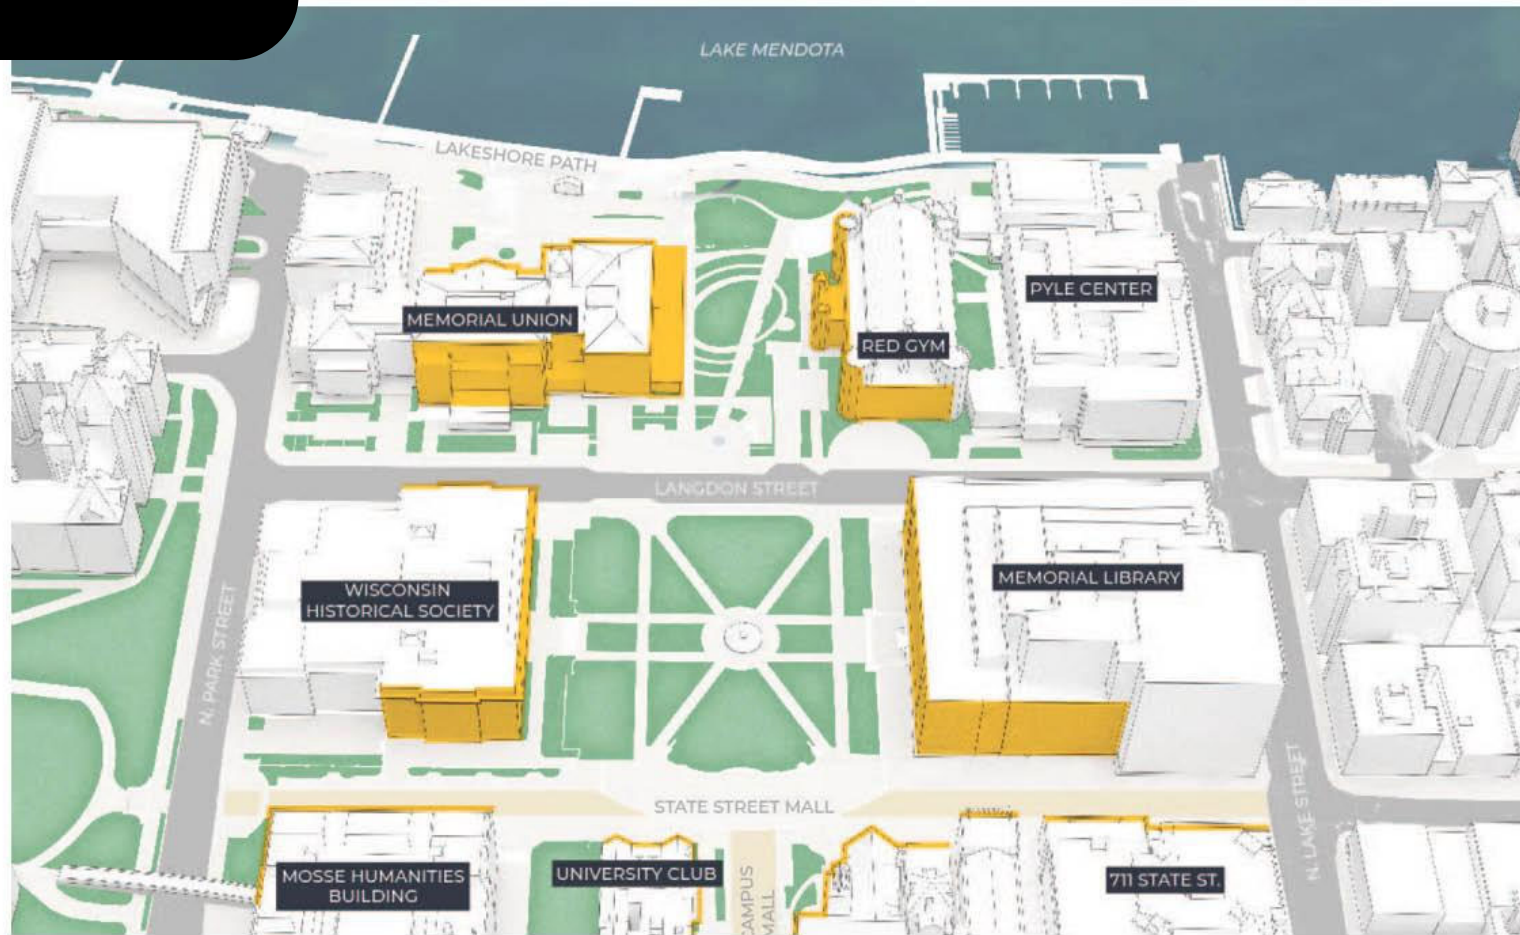 LAKE MENDOTA
LAKESHORE PATH
MEMORIAL UNION
RED GYM
PYLE CENTER
LANGDON STREET
WISCONSIN
HISTORICAL SOCIETY
MEMORIAL LIBRARY
N. PARK STREET
STATE STREET MALL
N. LAKE STREET
MOSSE HUMANITIES
BUILDING
UNIVERSITY CLUB
CAMPUS
MALL
711 STATE ST.